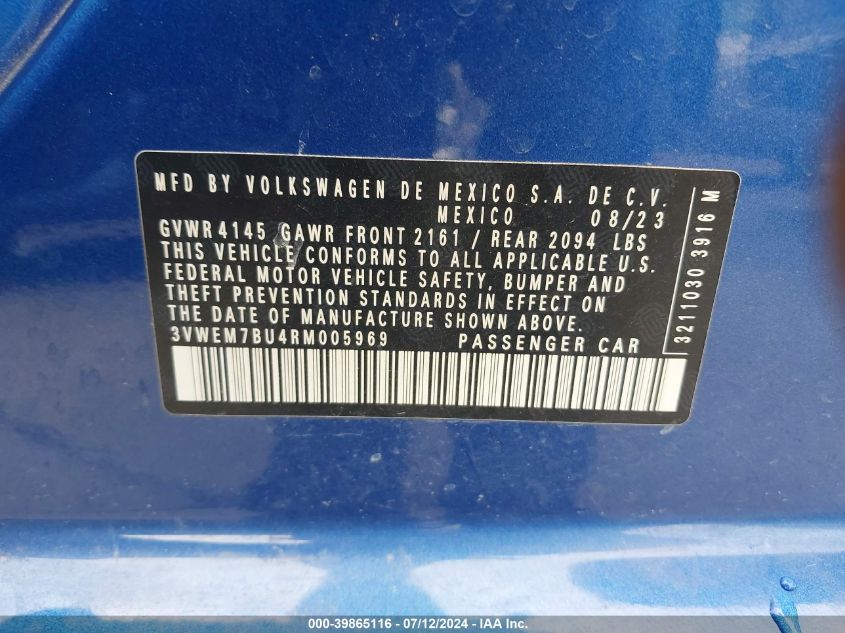 MFD BY VOLKSWAGEN DE MEXICO S.A. DE C.V.
MEXICO 08/23
GVWR 4145 GAWR FRONT 2161 / REAR 2094 LBS
THIS VEHICLE CONFORMS TO ALL APPLICABLE U.S.
FEDERAL MOTOR VEHICLE SAFETY, BUMPER AND
THEFT PREVENTION STANDARDS IN EFFECT ON
THE DATE OF MANUFACTURE SHOWN ABOVE.
3VWEM7BU4RM005969 PASSENGER CAR
3211030 3916 M
000-39865116 - 07/12/2024 - IAA Inc.